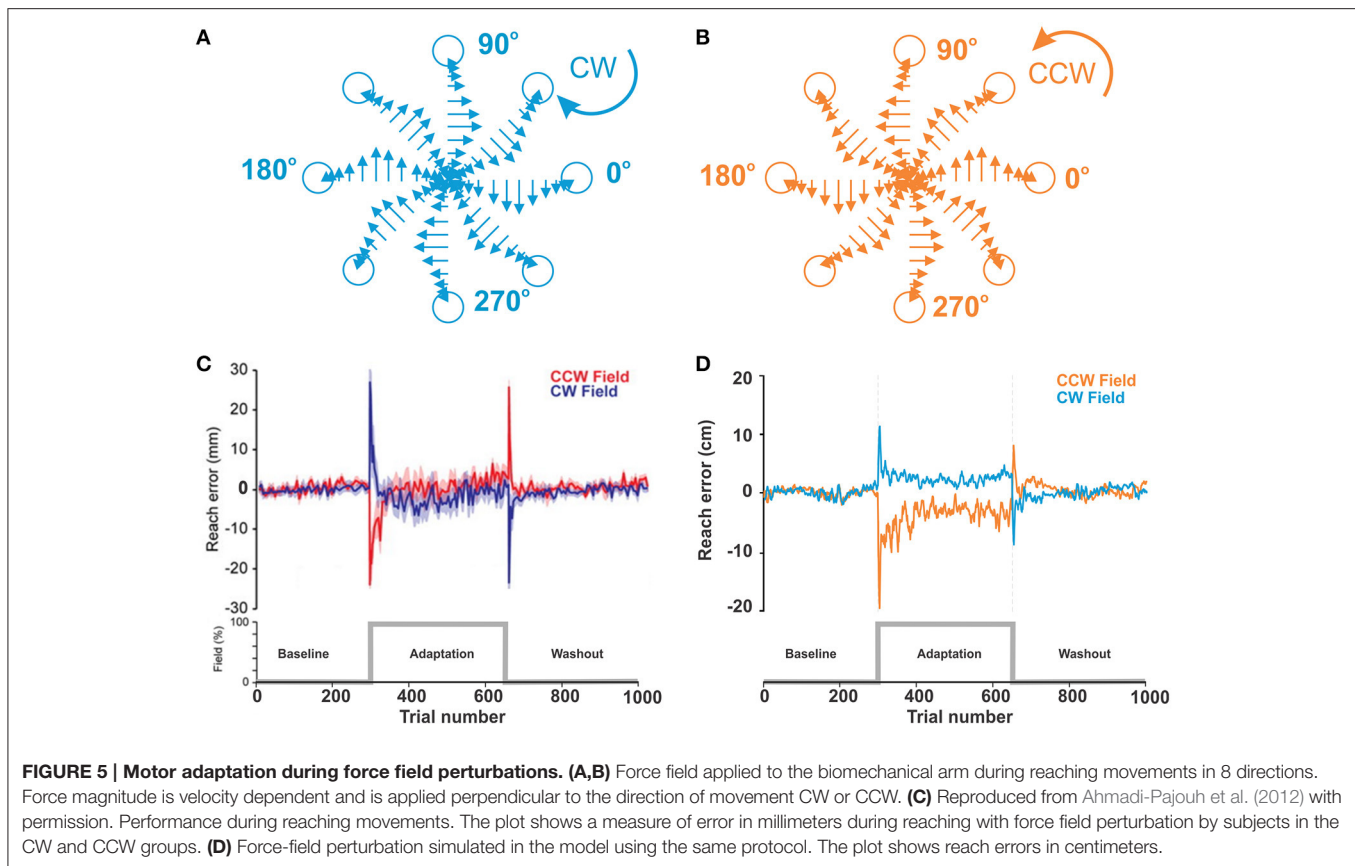 A
90°
CW
180°
0°
270°
B
90°
CCW
180°
0°
270°
C
30
20
10
0
-10
-20
-30
Reach error (mm)
CCW Field
CW Field
100
0
Field (%)
Baseline
Adaptation
Washout
0
200
400
600
800
1000
Trial number
D
20
10
0
-10
-20
Reach error (cm)
CCW Field
CW Field
Baseline
Adaptation
Washout
0
200
400
600
800
1000
Trial number
FIGURE 5 | Motor adaptation during force field perturbations. (A,B) Force field applied to the biomechanical arm during reaching movements in 8 directions.
Force magnitude is velocity dependent and is applied perpendicular to the direction of movement CW or CCW. (C) Reproduced from Ahmadi-Pajouh et al. (2012) with
permission. Performance during reaching movements. The plot shows a measure of error in millimeters during reaching with force field perturbation by subjects in the
CW and CCW groups. (D) Force-field perturbation simulated in the model using the same protocol. The plot shows reach errors in centimeters.